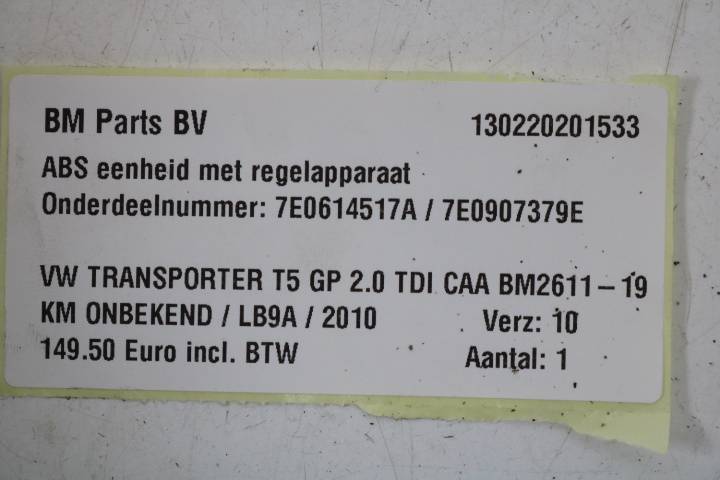 BM Parts BV 130220201533
ABS eenheid met regelapparaat
Onderdeelnummer: 7E0614517A / 7E0907379E
VW TRANSPORTER T5 GP 2.0 TDI CAA BM2611-19
KM ONBEKEND / LB9A / 2010 Verz: 10
149.50 Euro incl. BTW Aantal: 1